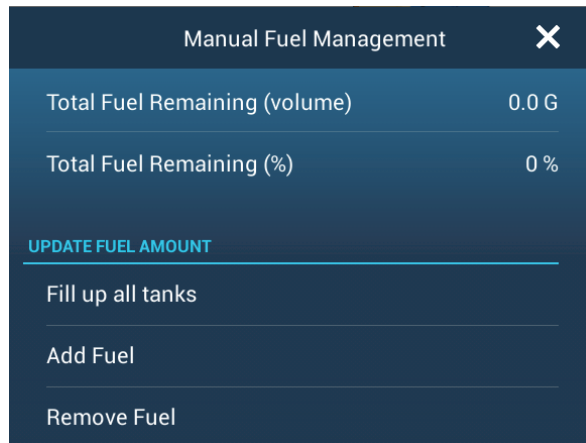 Manual Fuel Management
Total Fuel Remaining (volume) 0.0 G
Total Fuel Remaining (%) 0 %
UPDATE FUEL AMOUNT
Fill up all tanks
Add Fuel
Remove Fuel